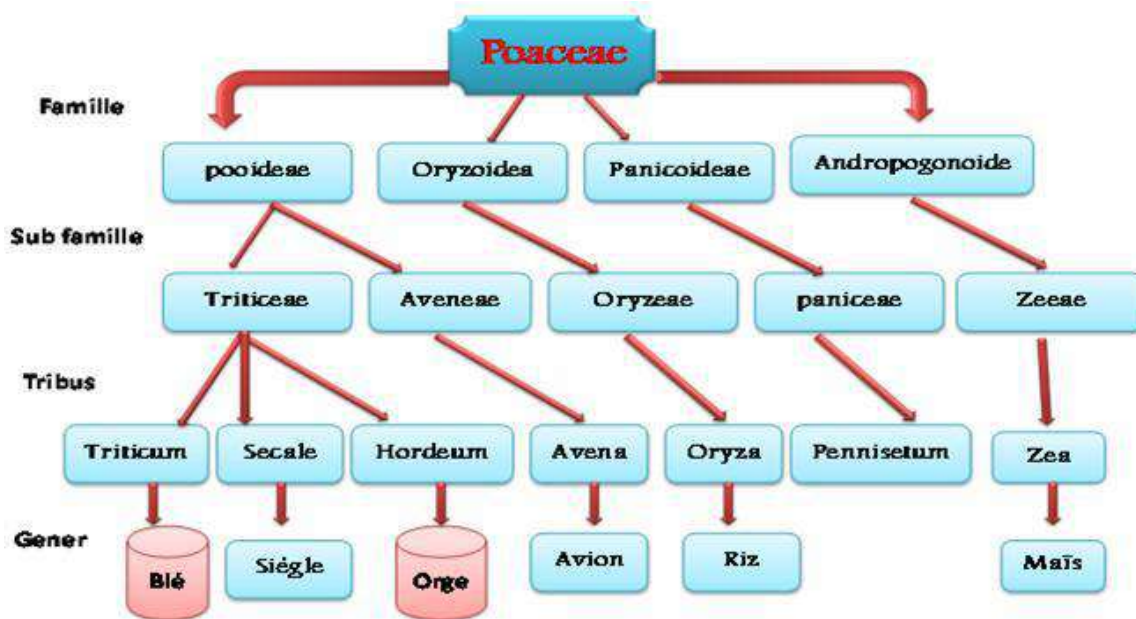 Poaceae
Famille
pooideae Oryzoidea Panicoideae Andropogonoide
Sub famille
Triticeae Aveneae Oryzeae paniceae Zeeae
Tribus
Triticum Secale Hordeum Avena Oryza Pennisetum Zea
Gener
Blé Siégle Orge Avion Riz Maïs